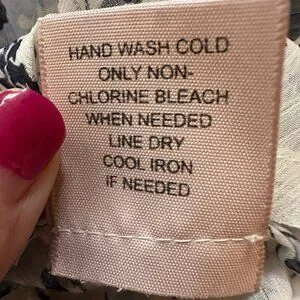 HAND WASH COLD
ONLY NON-
CHLORINE BLEACH
WHEN NEEDED
LINE DRY
COOL IRON
IF NEEDED